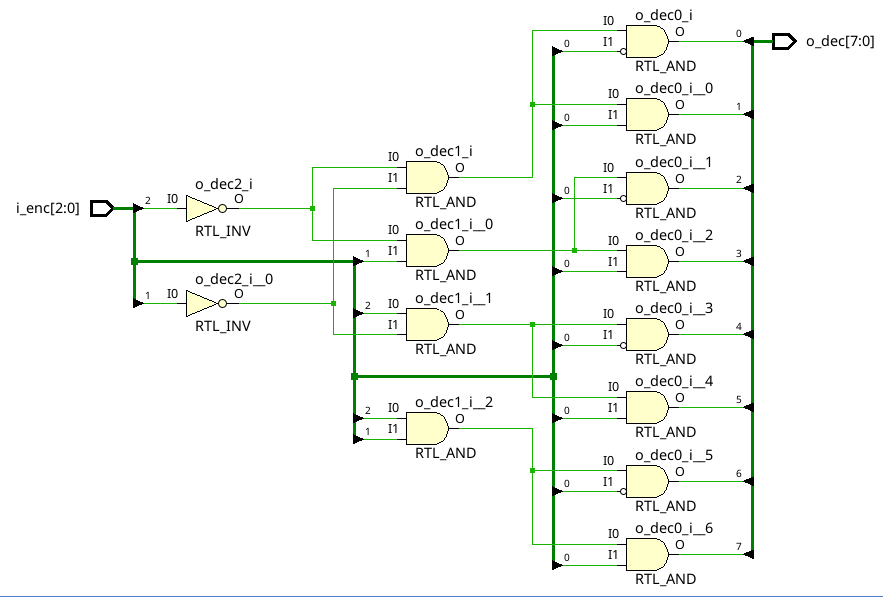 i_enc[2:0]
2
I0
o_dec2_i
O
RTL_INV
1
I0
o_dec2_i__0
O
RTL_INV
I0
I1
o_dec1_i
O
RTL_AND
I0
1
I1
o_dec1_i__0
O
RTL_AND
2
I0
I1
o_dec1_i__1
O
RTL_AND
2
I0
1
I1
o_dec1_i__2
O
RTL_AND
I0
0
I1
o_dec0_i
O
RTL_AND
0
I0
0
I1
o_dec0_i__0
O
RTL_AND
1
I0
0
I1
o_dec0_i__1
O
RTL_AND
2
I0
0
I1
o_dec0_i__2
O
RTL_AND
3
I0
0
I1
o_dec0_i__3
O
RTL_AND
4
I0
0
I1
o_dec0_i__4
O
RTL_AND
5
I0
0
I1
o_dec0_i__5
O
RTL_AND
6
I0
0
I1
o_dec0_i__6
O
RTL_AND
7
o_dec[7:0]